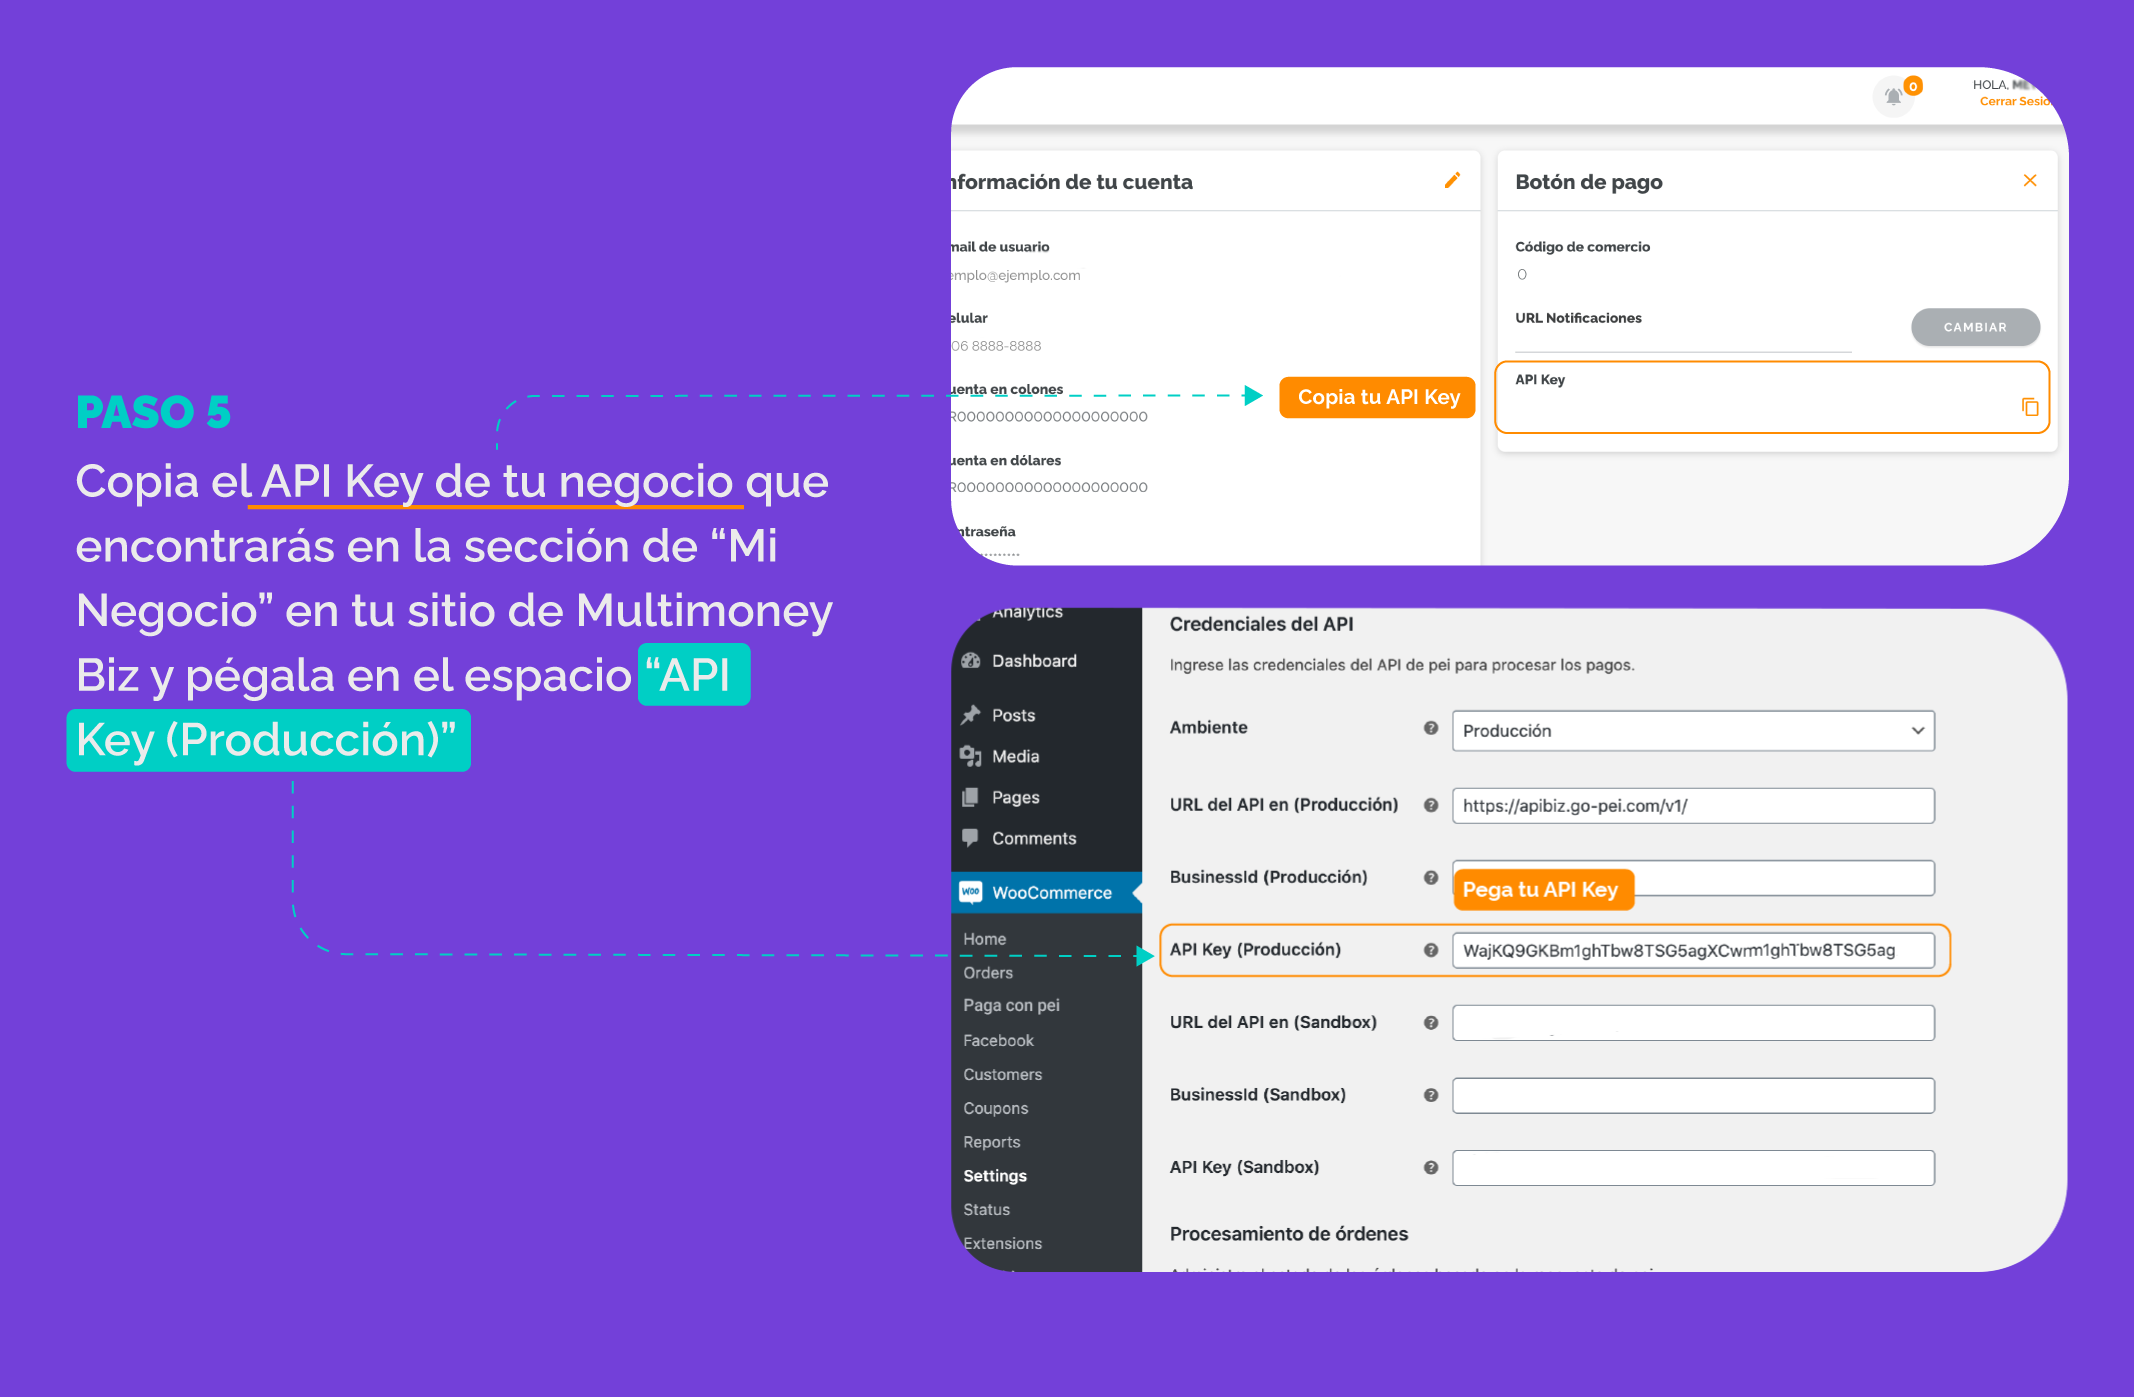 PASO 5
Copia el API Key de tu negocio que
encontrarás en la sección de “Mi
Negocio” en tu sitio de Multimoney
Biz y pégala en el espacio “API
Key (Producción)”
0
HOLA,
Cerrar Sesió
nformación de tu cuenta
mail de usuario
emplo@ejemplo.com
elular
06 8888-8888
uenta en colones
R00000000000000000000
uenta en dólares
R00000000000000000000
ntraseña
Copia tu API Key
Botón de pago
Código de comercio
0
URL Notificaciones
CAMBIAR
API Key
Analytics
Dashboard
Posts
Media
Pages
Comments
WooCommerce
Home
Orders
Paga con pei
Facebook
Customers
Coupons
Reports
Settings
Status
Extensions
Credenciales del API
Ingrese las credenciales del API de pei para procesar los pagos.
Ambiente
Producción
URL del API en (Producción)
https://apibiz.go-pei.com/v1/
BusinessId (Producción)
Pega tu API Key
API Key (Producción)
WajKQ9GKBm1ghTbw8TSG5agXCwrm1ghTbw8TSG5ag
URL del API en (Sandbox)
BusinessId (Sandbox)
API Key (Sandbox)
Procesamiento de órdenes